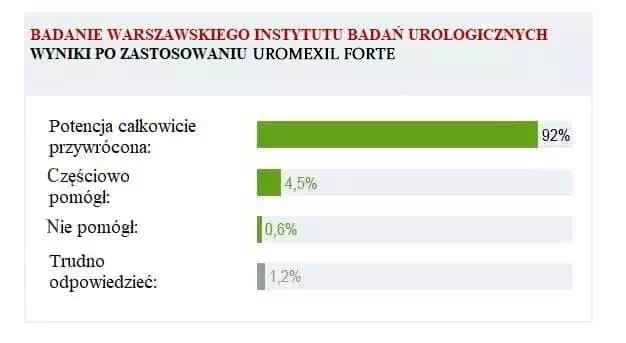 BADANIE WARSZAWSKIEGO INSTYTUTU BADAŃ UROLOGICZNYCH
WYNIKI PO ZASTOSOWANIU UROMEXIL FORTE
Potencja całkowicie
przywrócona:
92%
Częściowo
pomógł:
4,5%
Nie pomógł:
0,6%
Trudno
odpowiedzieć:
1,2%